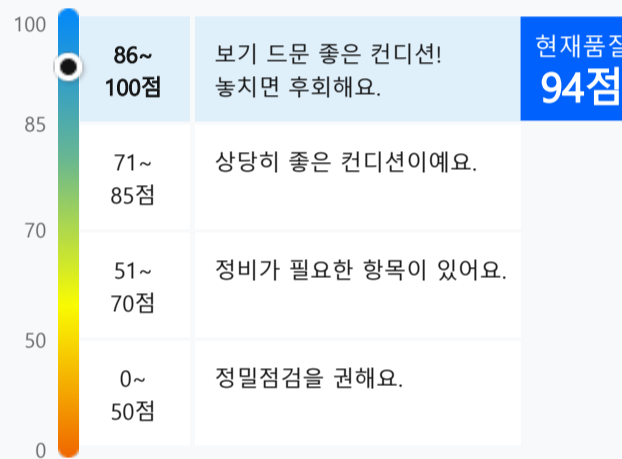 100
86~
100점
보기 드문 좋은 컨디션!
놓치면 후회해요.
현재품질
94점
85
71~
85점
상당히 좋은 컨디션이예요.
70
51~
70점
정비가 필요한 항목이 있어요.
50
0~
50점
정밀점검을 권해요.
0